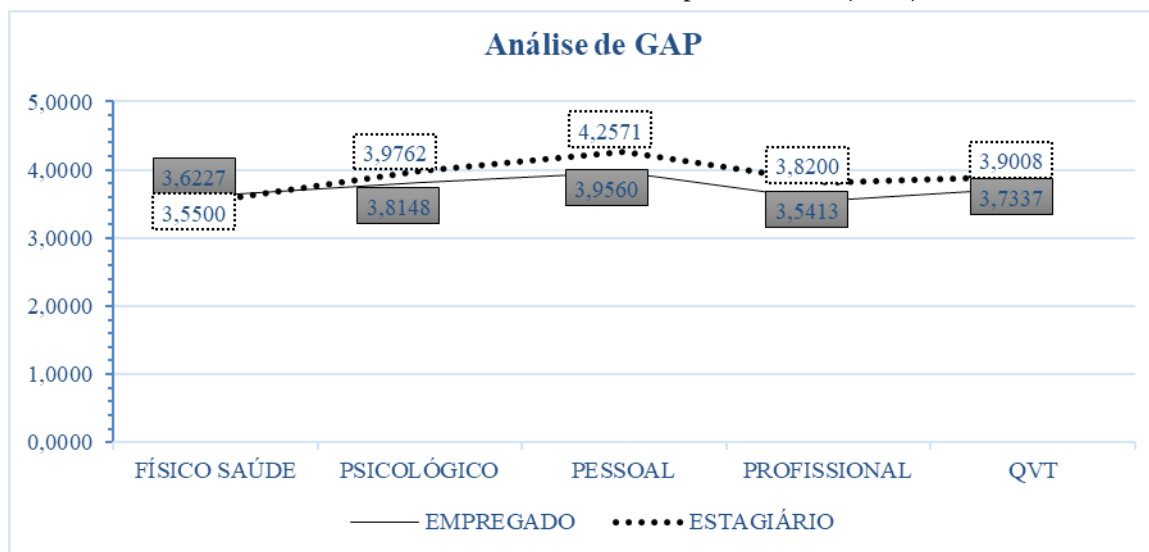 Análise de GAP
5,0000
4,0000
3,0000
2,0000
1,0000
0,0000
3,6227
3,5500
3,9762
3,8148
4,2571
3,9560
3,8200
3,5413
3,9008
3,7337
FÍSICO SAÚDE
PSICOLÓGICO
PESSOAL
PROFISSIONAL
QVT
EMPREGADO
ESTAGIÁRIO